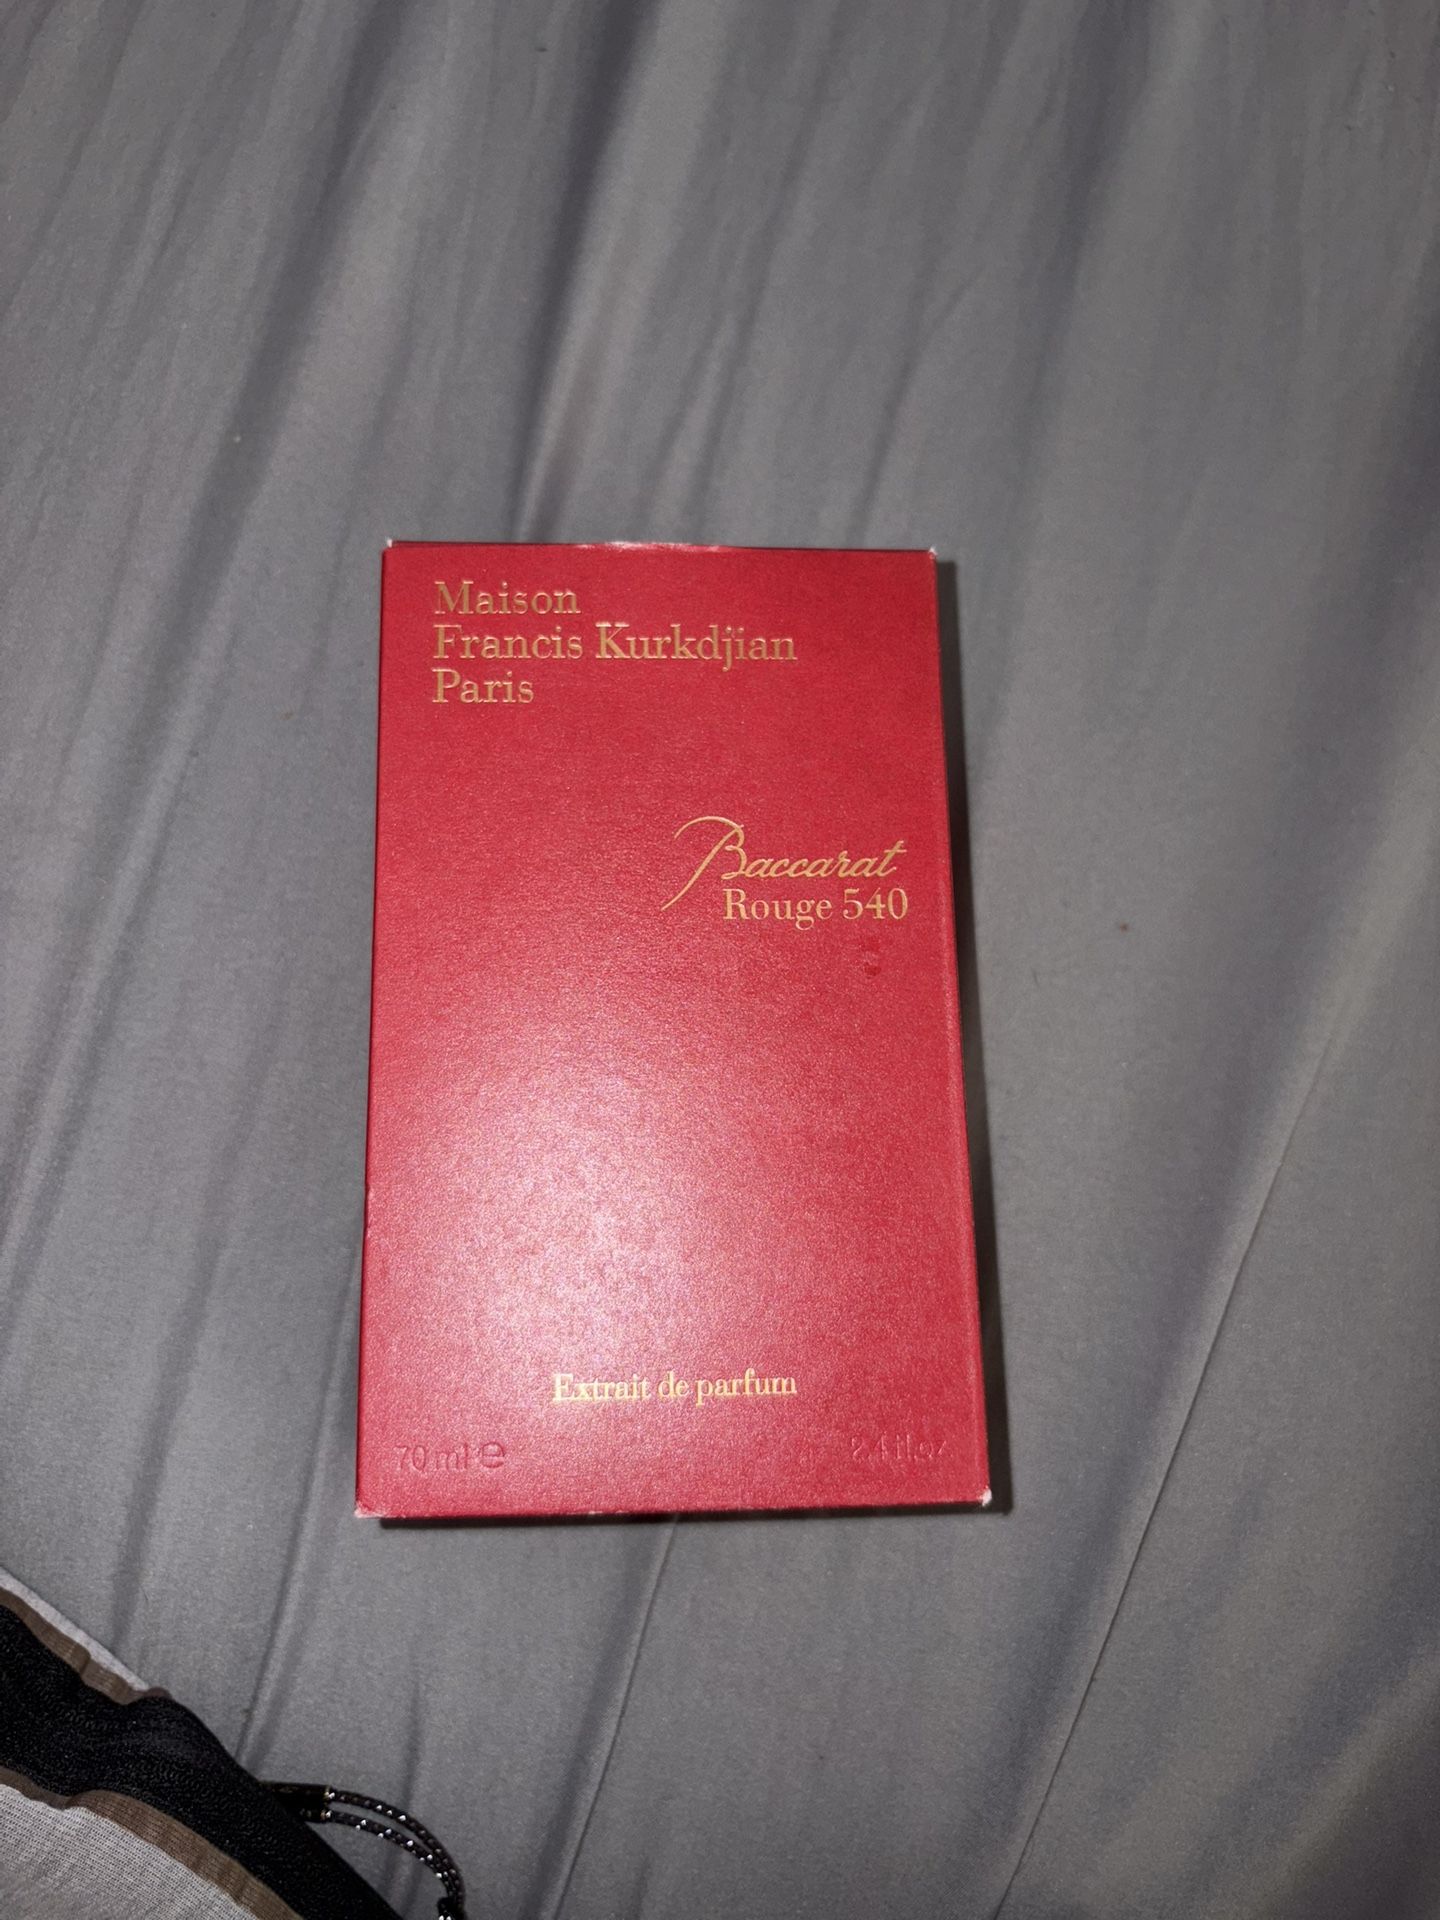 Maison
Francis Kurkdjian
Paris
Baccarat
Rouge 540
Extrait de parfum
70 ml ℮
2.4 fl.oz